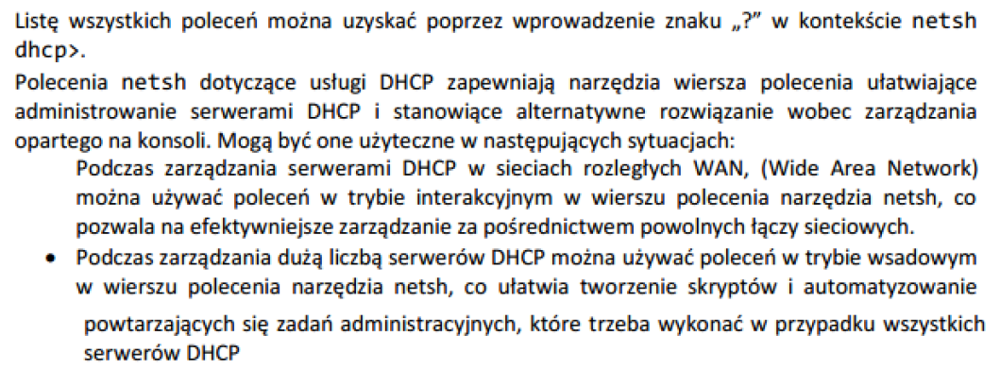 Listę wszystkich poleceń można uzyskać poprzez wprowadzenie znaku „?” w kontekście netsh
dhcp>.
Polecenia netsh dotyczące usługi DHCP zapewniają narzędzia wiersza polecenia ułatwiające
administrowanie serwerami DHCP i stanowiące alternatywne rozwiązanie wobec zarządzania
opartego na konsoli. Mogą być one użyteczne w następujących sytuacjach:
Podczas zarządzania serwerami DHCP w sieciach rozległych WAN, (Wide Area Network)
można używać poleceń w trybie interakcyjnym w wierszu polecenia narzędzia netsh, co
pozwala na efektywniejsze zarządzanie za pośrednictwem powolnych łączy sieciowych.
• Podczas zarządzania dużą liczbą serwerów DHCP można używać poleceń w trybie wsadowym
w wierszu polecenia narzędzia netsh, co ułatwia tworzenie skryptów i automatyzowanie
powtarzających się zadań administracyjnych, które trzeba wykonać w przypadku wszystkich
serwerów DHCP